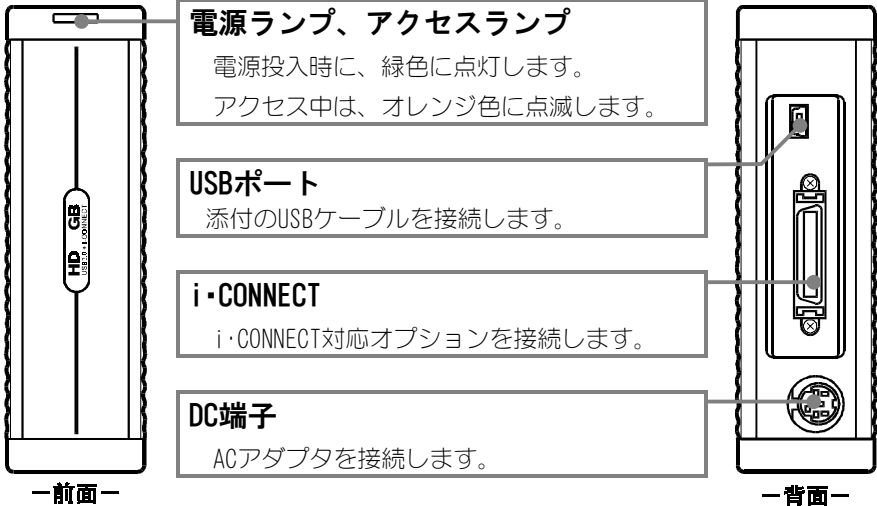 電源ランプ、アクセスランプ
電源投入時に、緑色に点灯します。
アクセス中は、オレンジ色に点滅します。
USBポート
添付のUSBケーブルを接続します。
i・CONNECT
i・CONNECT対応オプションを接続します。
DC端子
ACアダプタを接続します。
HD GB
USB2.0+i・CONNECT
－前面－
－背面－